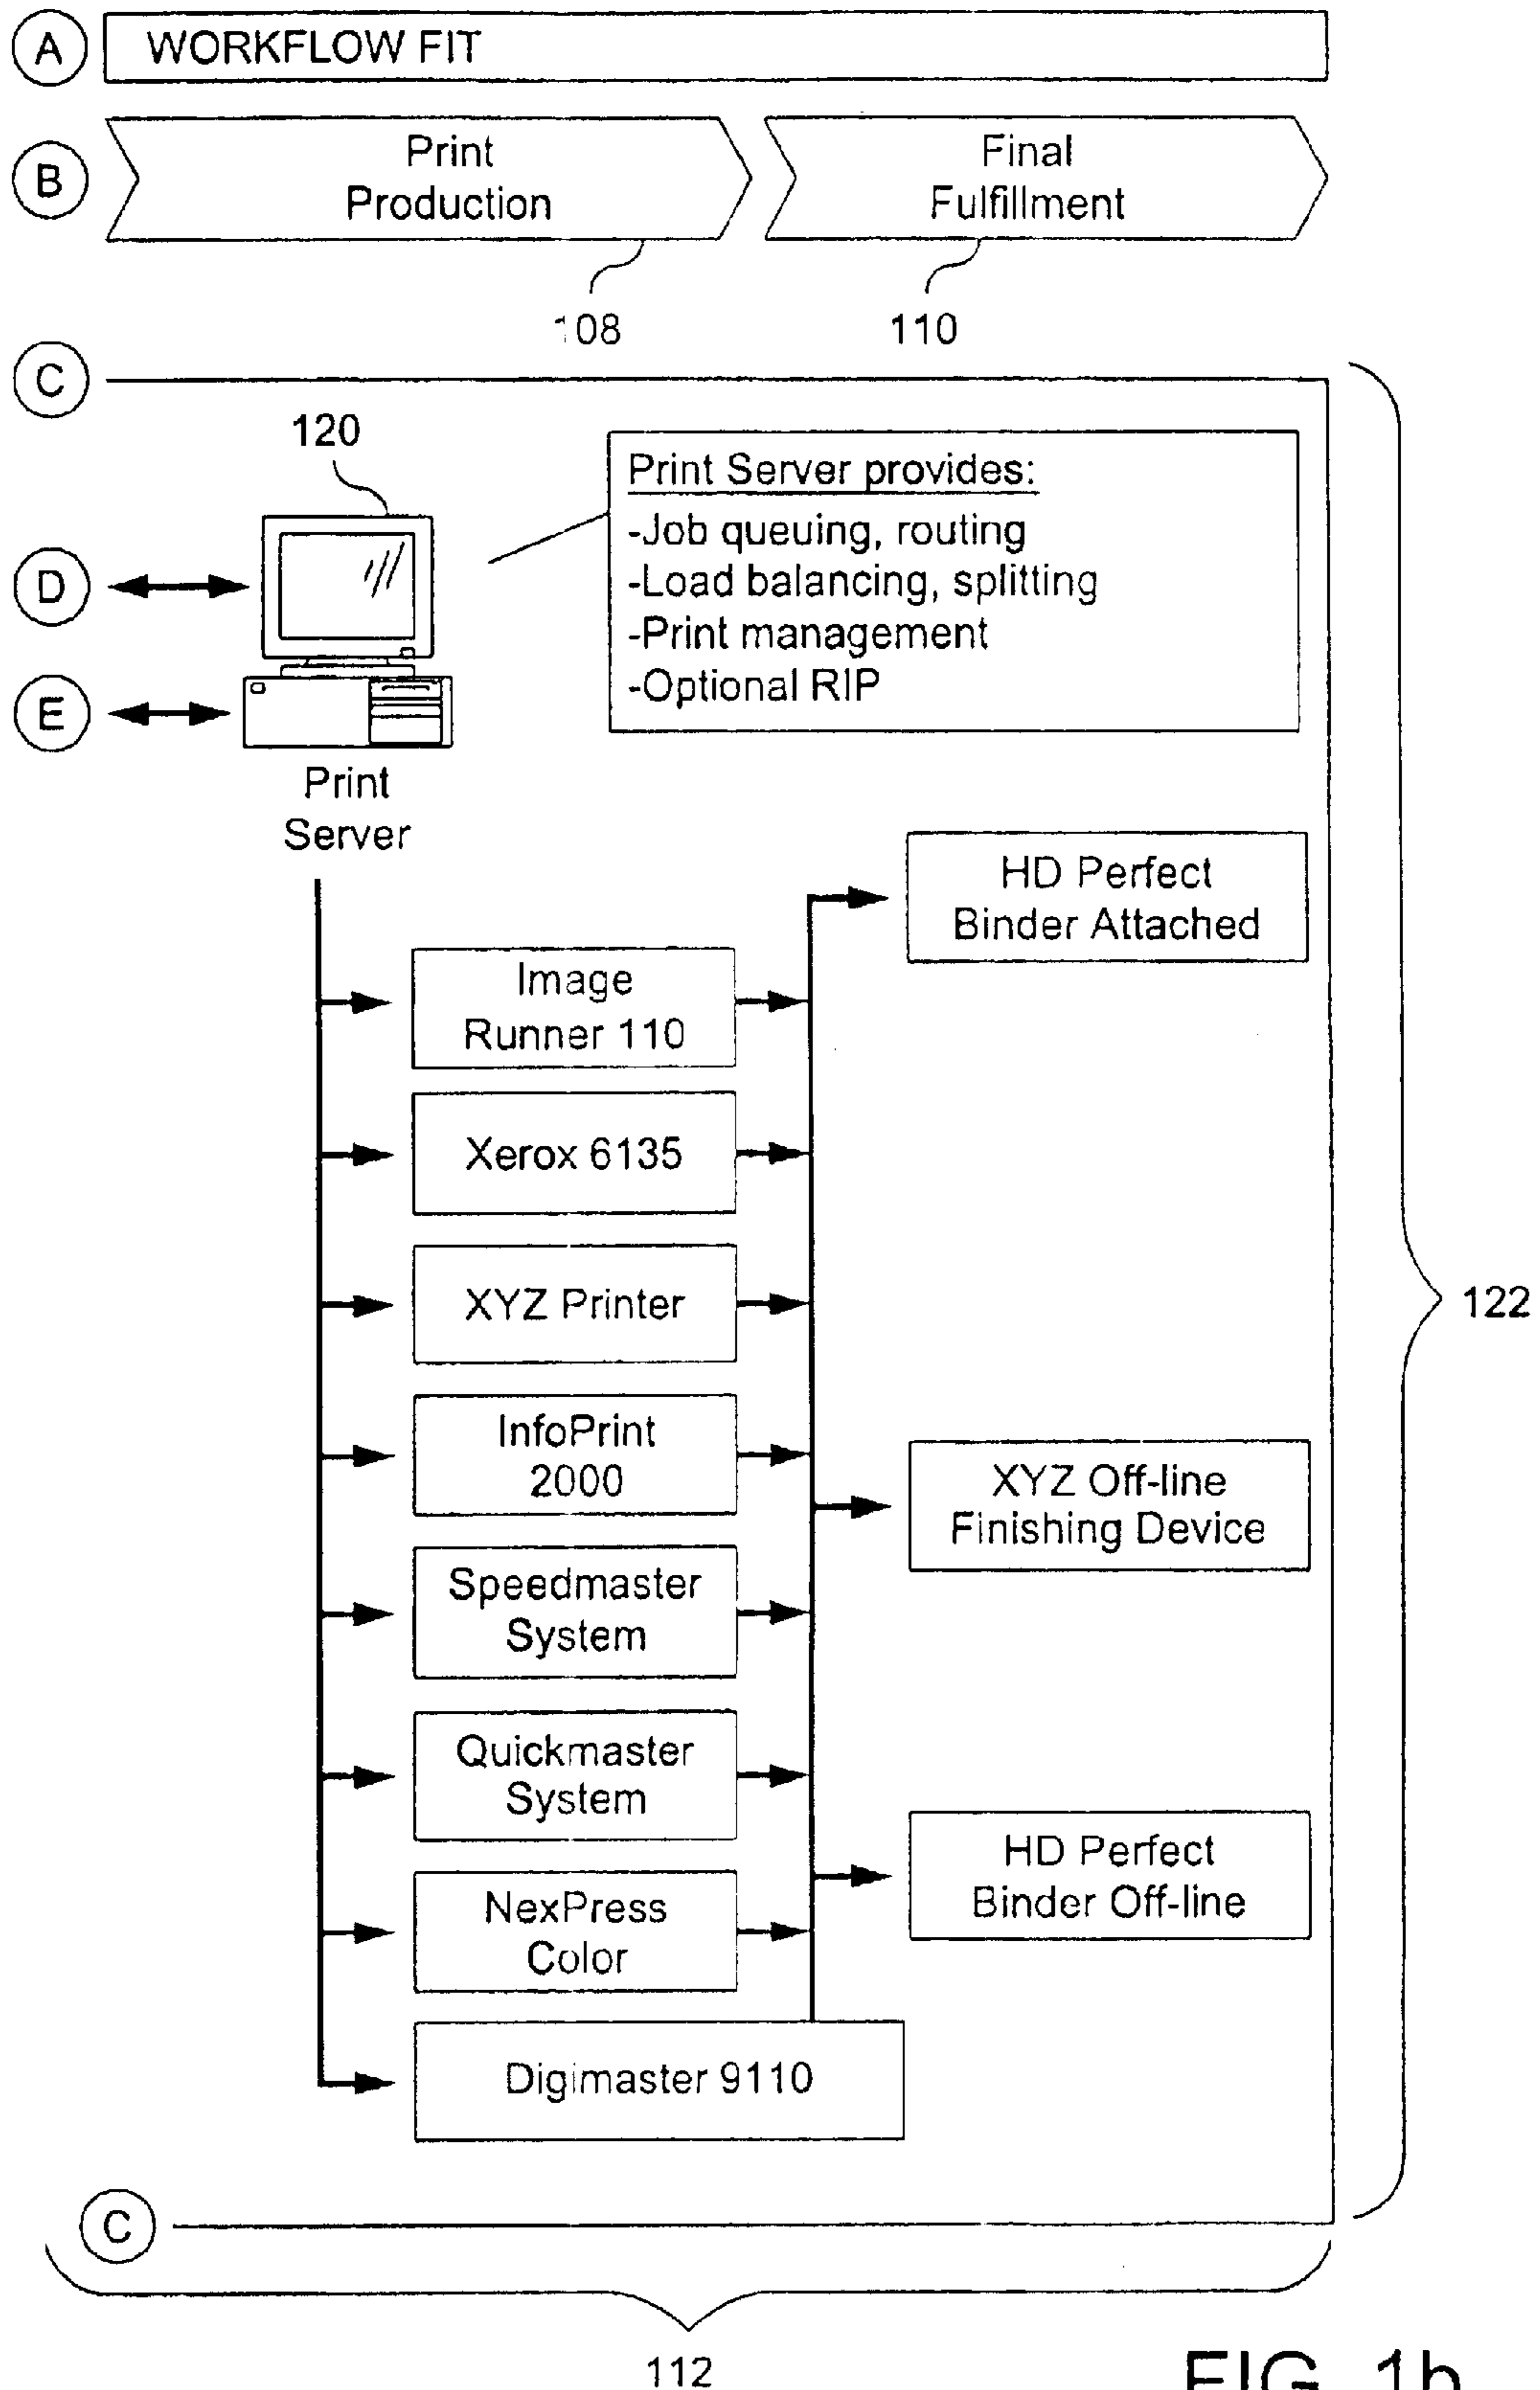 A
WORKFLOW FIT
B
Print
Production
Final
Fulfillment
108
110
C
120
Print Server provides:
-Job queuing, routing
-Load balancing, splitting
-Print management
-Optional RIP
D
E
Print
Server
HD Perfect
Binder Attached
Image
Runner 110
Xerox 6135
XYZ Printer
122
InfoPrint
2000
XYZ Off-line
Finishing Device
Speedmaster
System
Quickmaster
System
HD Perfect
Binder Off-line
NexPress
Color
Digimaster 9110
C
112
FIG. 1b